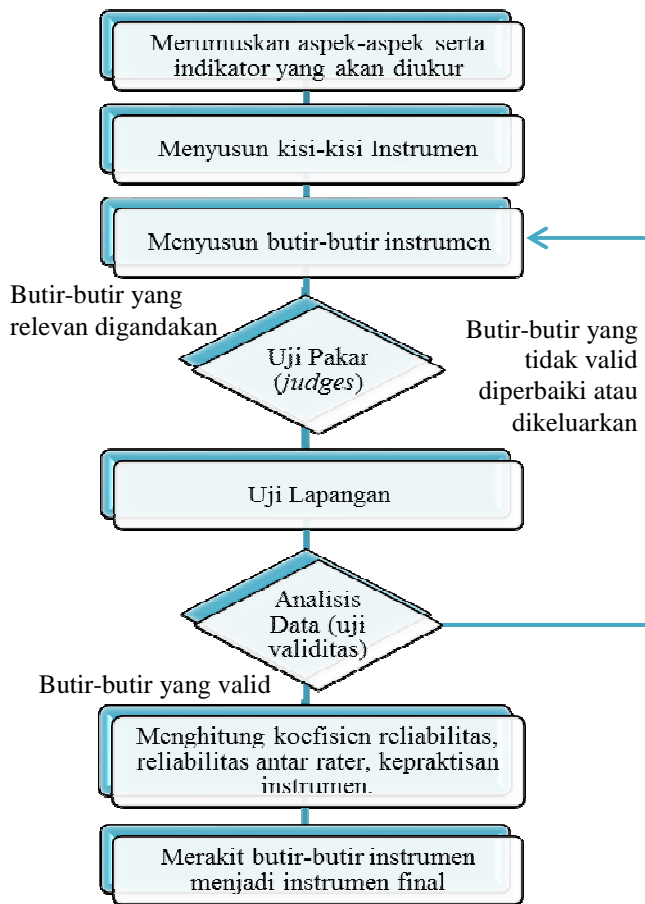 Merumuskan aspek-aspek serta
indikator yang akan diukur
Menyusun kisi-kisi Instrumen
Menyusun butir-butir instrumen
Butir-butir yang
relevan digandakan
Uji Pakar
(judges)
Butir-butir yang
tidak valid
diperbaiki atau
dikeluarkan
Uji Lapangan
Analisis
Data (uji
validitas)
Butir-butir yang valid
Menghitung koefisien reliabilitas,
reliabilitas antar rater, kepraktisan
instrumen.
Merakit butir-butir instrumen
menjadi instrumen final